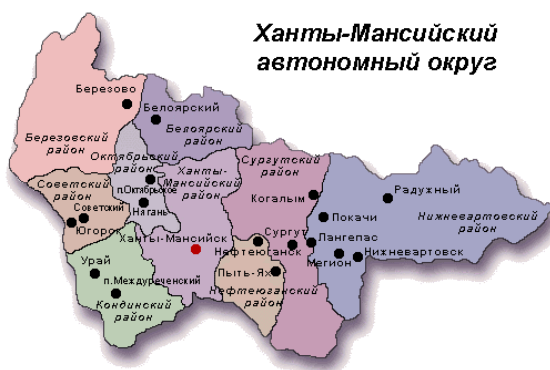 Ханты-Мансийский
автономный округ
Березово
Белоярский
Березовский
район
Белоярский
район
Октябрьский
район
Ханты-
Мансийский
район
Сургутский
район
Советский
район
п.Октябрьское
Когалым
Радужный
Советский
Нягань
Покачи
Нижневартовский
район
Югорск
Ханты-Мансийск
Сургут
Лангепас
Нефтеюганск
Мегион
Нижневартовск
Урай
Пыть-Ях
п.Междуреченский
Нефтеюганский
район
Кондинский
район